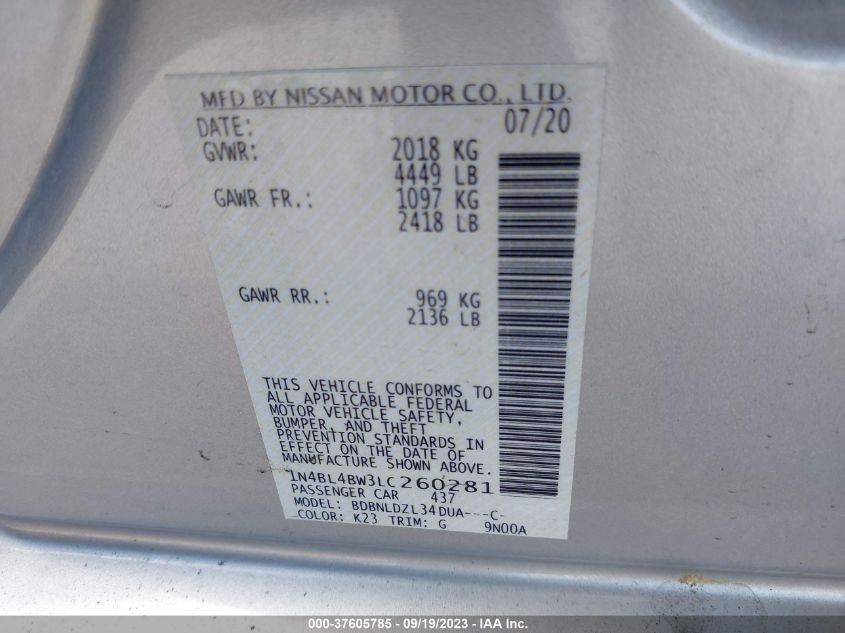 MFD BY NISSAN MOTOR CO., LTD.
DATE: 07/20
GVWR: 2018 KG
4449 LB
GAWR FR.: 1097 KG
2418 LB
GAWR RR.: 969 KG
2136 LB
THIS VEHICLE CONFORMS TO
ALL APPLICABLE FEDERAL
MOTOR VEHICLE SAFETY,
BUMPER, AND THEFT
PREVENTION STANDARDS IN
EFFECT ON THE DATE OF
MANUFACTURE SHOWN ABOVE.
1N4BL4BW3LC260281
PASSENGER CAR 437
MODEL: BDBNLDZL34DUA---C-
COLOR: K23 TRIM: G 9N00A
000-37605785 - 09/19/2023 - IAA Inc.